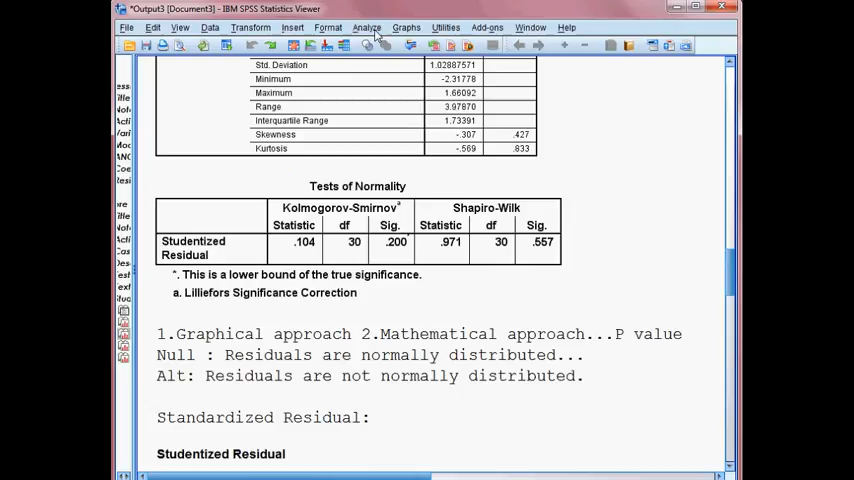 *Output3 [Document3] - IBM SPSS Statistics Viewer
File Edit View Data Transform Insert Format Analyze Graphs Utilities Add-ons Window Help
Std. Deviation 1.02887571
Minimum -2.31778
Maximum 1.66092
Range 3.97870
Interquartile Range 1.73391
Skewness -.307 .427
Kurtosis -.569 .833
Tests of Normality
Kolmogorov-Smirnov a Shapiro-Wilk
Statistic df Sig. Statistic df Sig.
Studentized Residual .104 30 .200* .971 30 .557
*. This is a lower bound of the true significance.
a. Lilliefors Significance Correction
1.Graphical approach 2.Mathematical approach...P value
Null : Residuals are normally distributed...
Alt: Residuals are not normally distributed.
Standardized Residual:
Studentized Residual